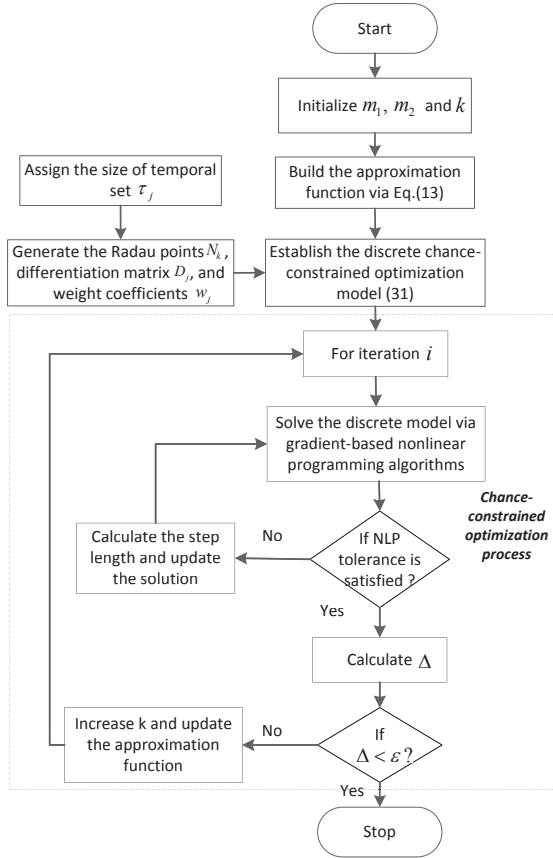 Start
Initialize m₁, m₂ and k
Assign the size of temporal
set τⱼ
Build the approximation
function via Eq.(13)
Generate the Radau points Nₖ,
differentiation matrix Dⱼ, and
weight coefficients wⱼ
Establish the discrete chance-
constrained optimization
model (31)
For iteration i
Solve the discrete model via
gradient-based nonlinear
programming algorithms
Chance-
constrained
optimization
process
Calculate the step
length and update
the solution
No
If NLP
tolerance is
satisfied ?
Yes
Calculate Δ
Increase k and update
the approximation
function
No
If
Δ < ε ?
Yes
Stop